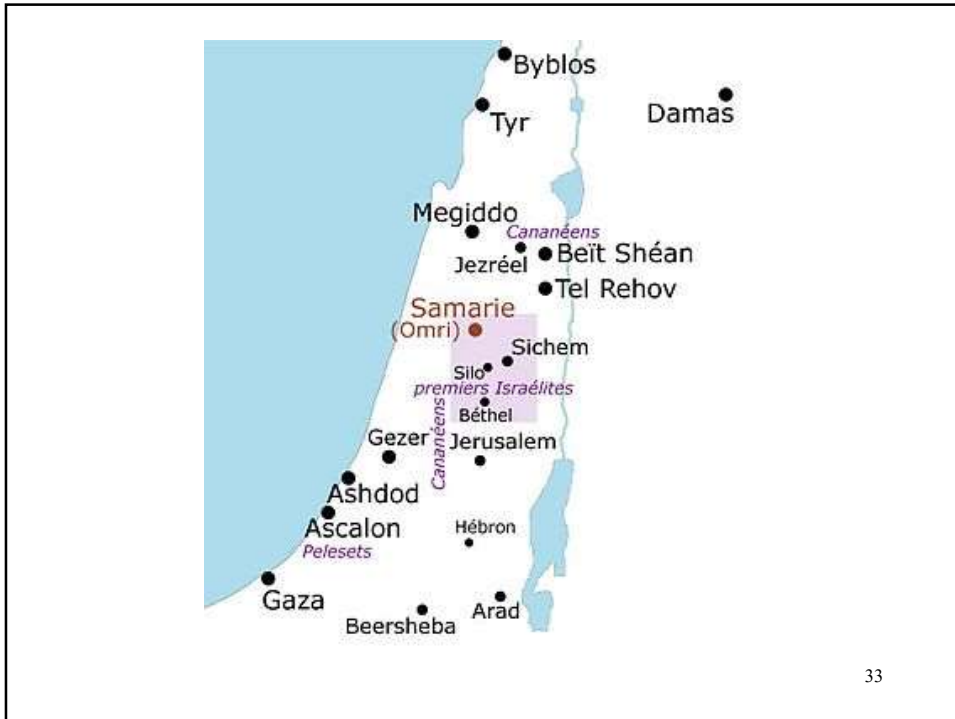 Byblos
Damas
Tyr
Megiddo
Cananéens
Jezréel
Beït Shéan
Tel Rehov
Samarie
(Omri)
Sichem
Silo
premiers Israélites
Béthel
Cananéens
Gezer
Jerusalem
Ashdod
Ascalon
Pelesets
Hébron
Gaza
Arad
Beersheba
33